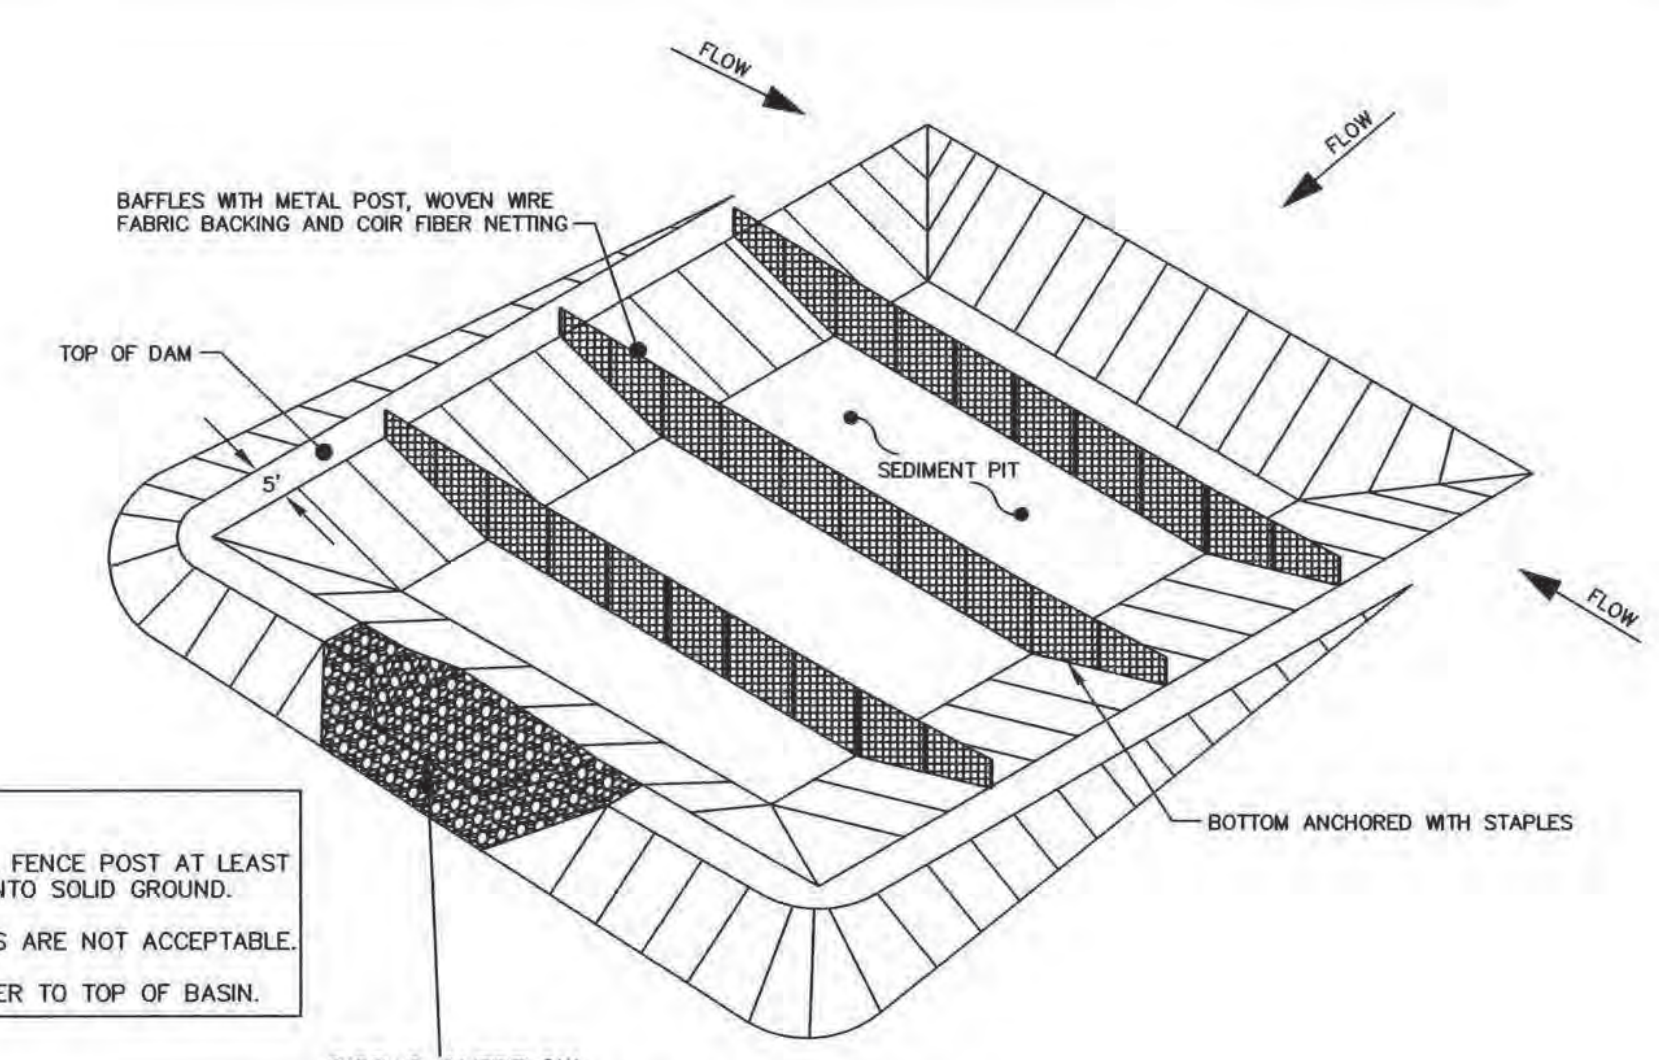 FLOW
FLOW
BAFFLES WITH METAL POST, WOVEN WIRE
FABRIC BACKING AND COIR FIBER NETTING
TOP OF DAM
5'
SEDIMENT PIT
FLOW
BOTTOM ANCHORED WITH STAPLES
FENCE POST AT LEAST
SOLID GROUND.
ARE NOT ACCEPTABLE.
TO TOP OF BASIN.